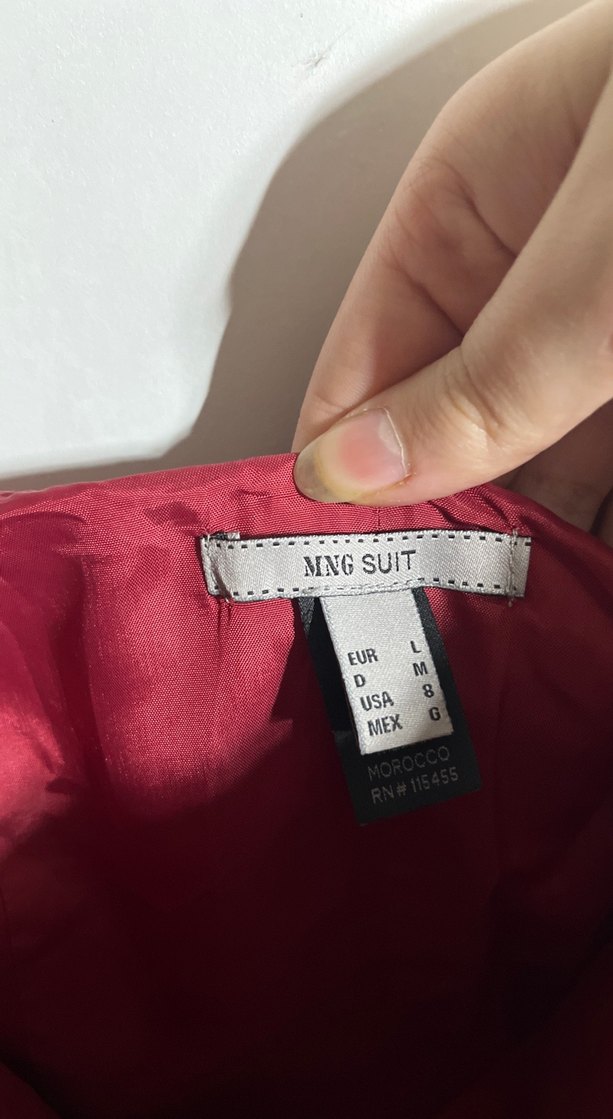 MNG SUIT
EUR L
D M
USA 8
MEX G
MOROCCO
RN# 115455